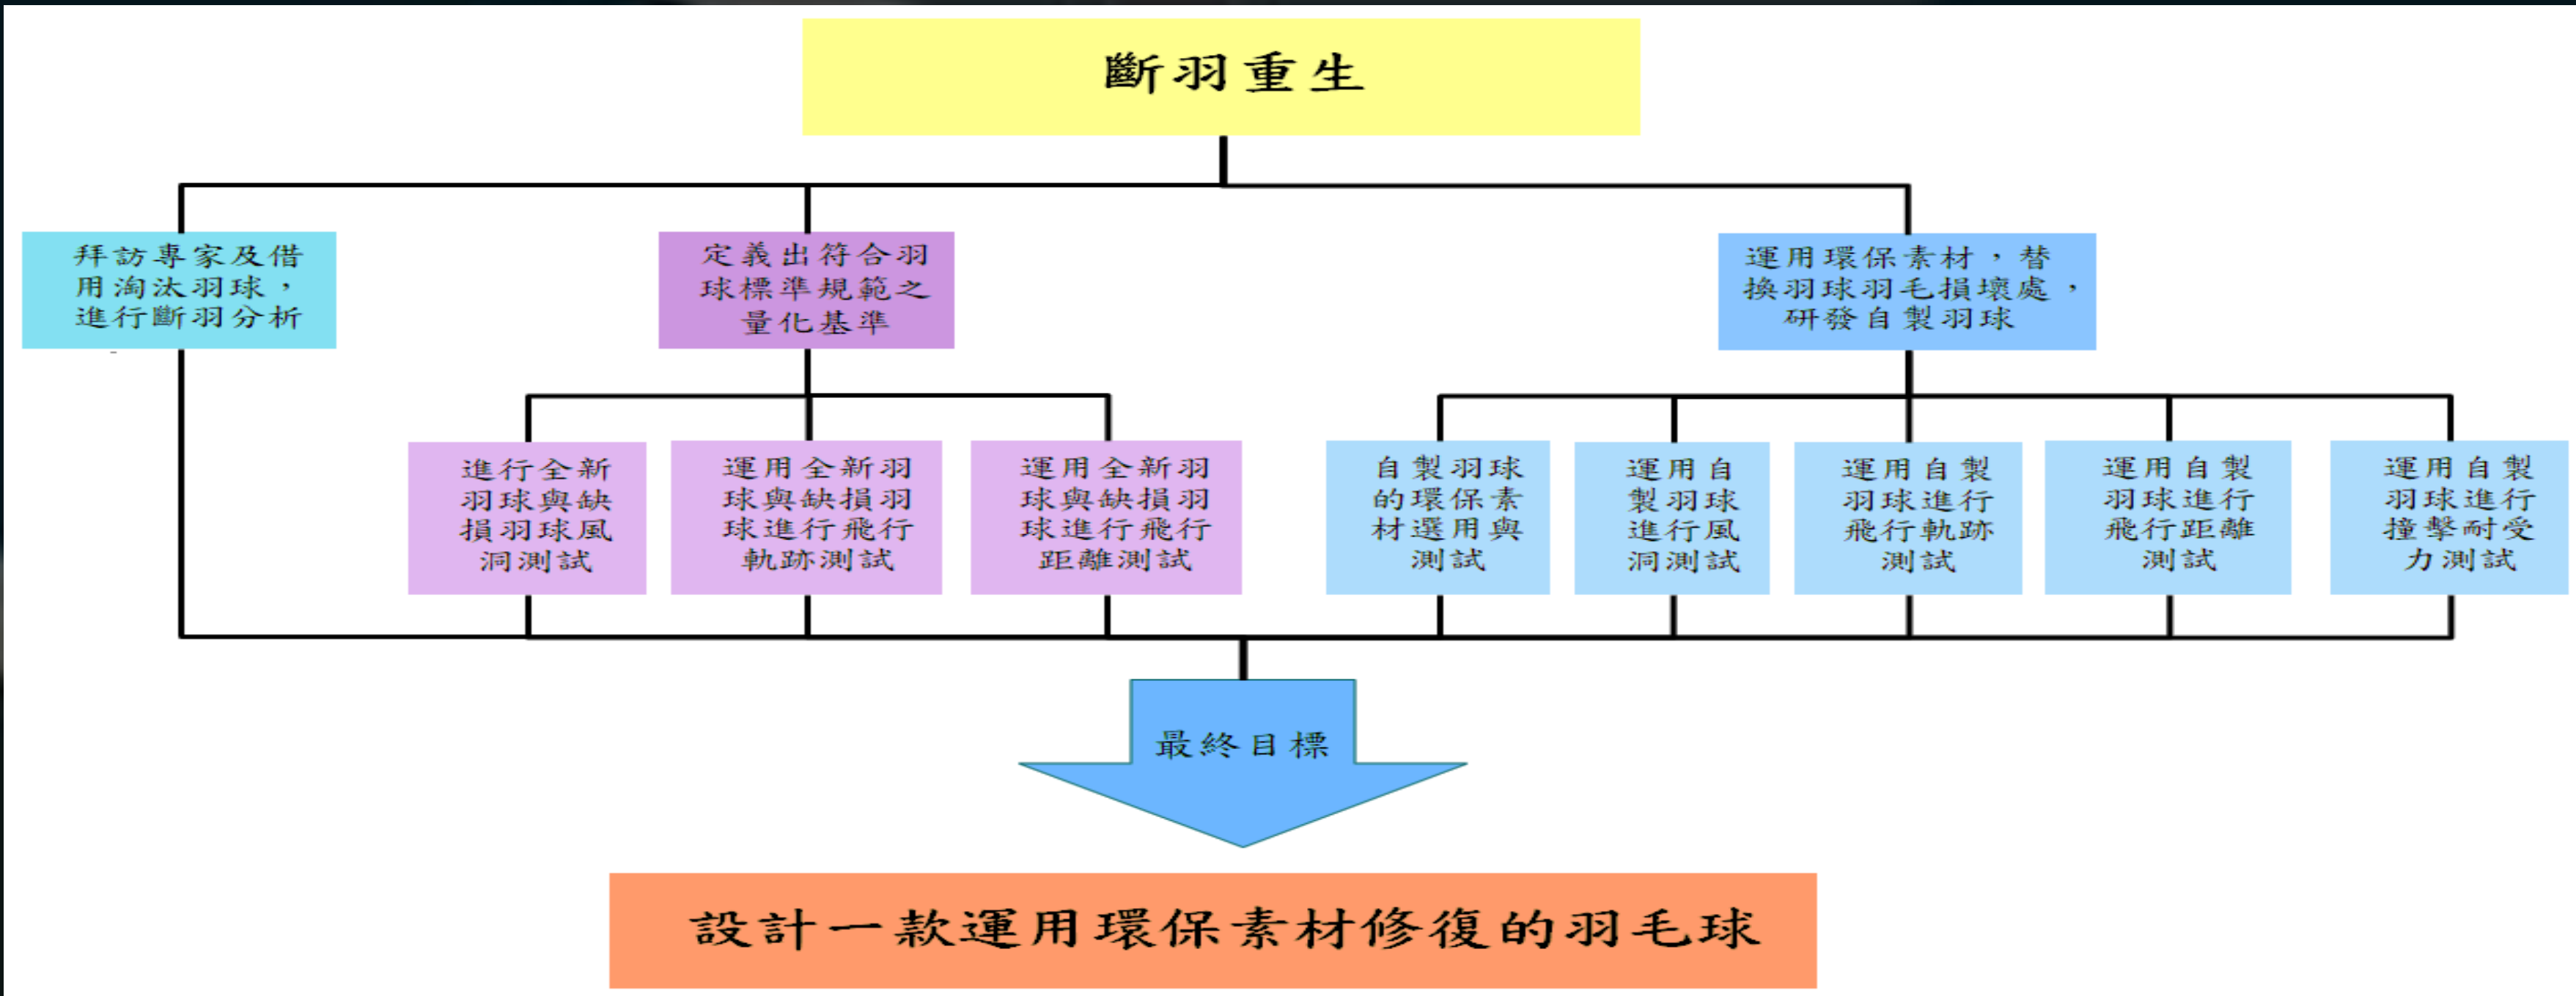 斷羽重生
拜訪專家及借
用淘汰羽球，
進行斷羽分析
定義出符合羽
球標準規範之
量化基準
運用環保素材，替
換羽球羽毛損壞處，
研發自製羽球
進行全新
羽球與缺
損羽球風
洞測試
運用全新羽
球與缺損羽
球進行飛行
軌跡測試
運用全新羽
球與缺損羽
球進行飛行
距離測試
自製羽球
的環保素
材選用與
測試
運用自
製羽球
進行風
洞測試
運用自製
羽球進行
飛行軌跡
測試
運用自製
羽球進行
飛行距離
測試
運用自製
羽球進行
撞擊耐受
力測試
最終目標
設計一款運用環保素材修復的羽毛球